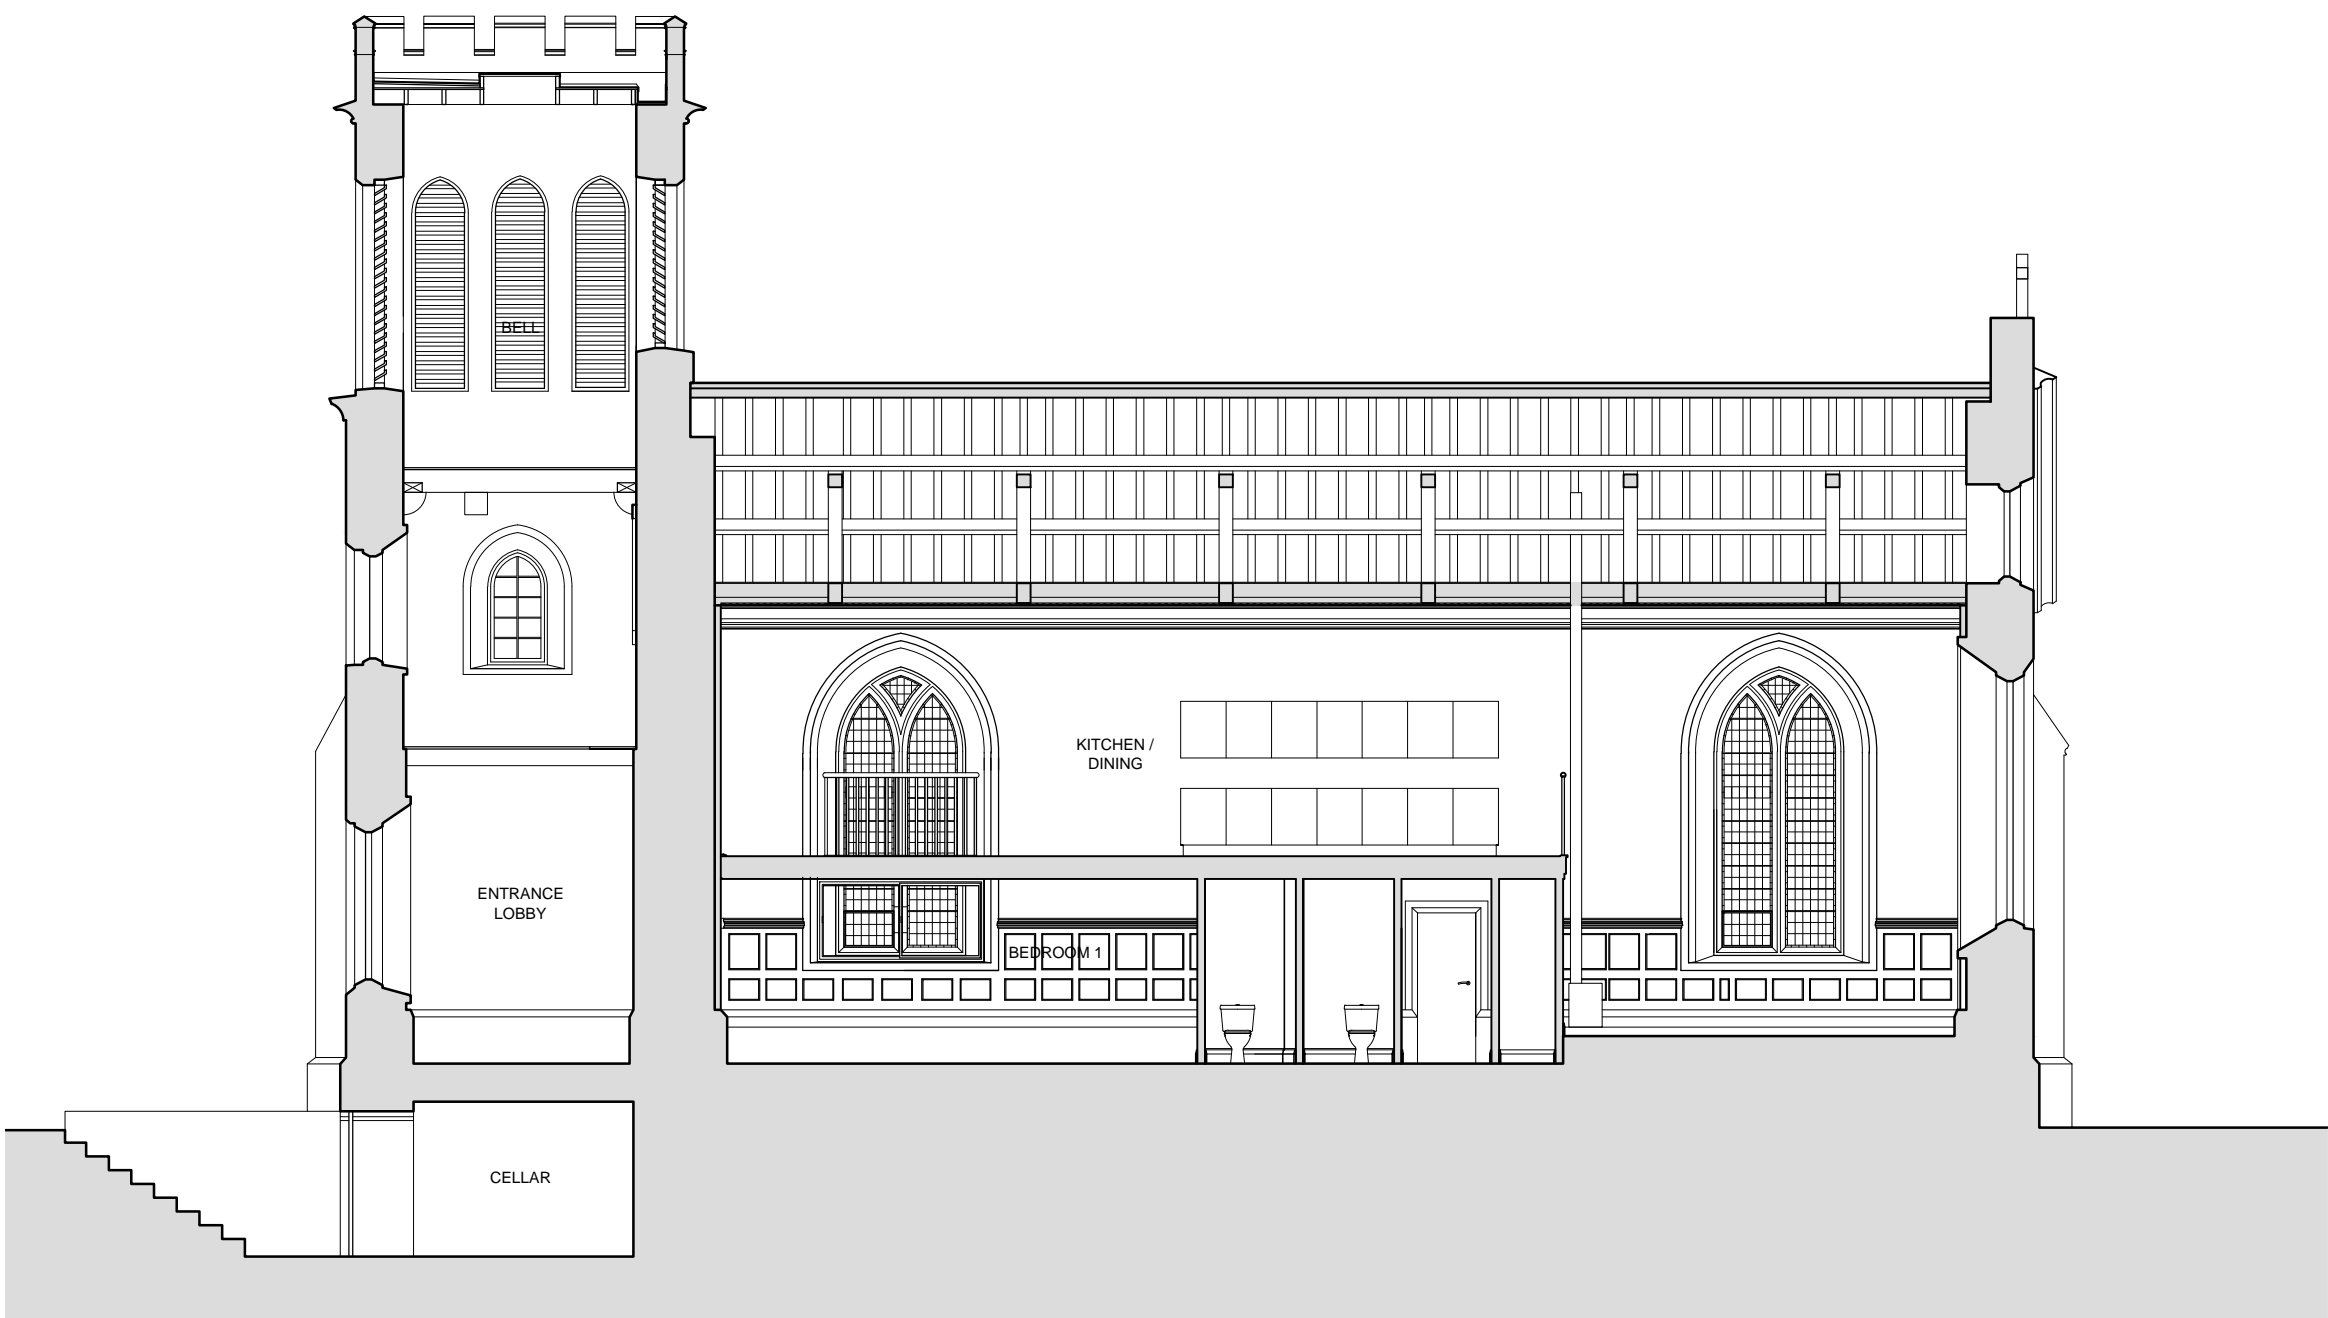 BELL
KITCHEN /
DINING
ENTRANCE
LOBBY
BEDROOM 1
CELLAR